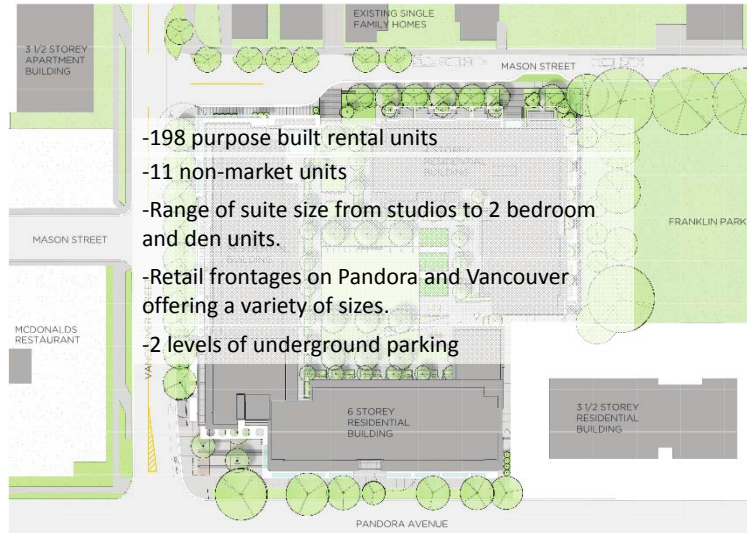 EXISTING SINGLE
FAMILY HOMES
3 1/2 STOREY
APARTMENT
BUILDING
MASON STREET
-198 purpose built rental units
RESIDENTIAL
BUILDING
-11 non-market units
-Range of suite size from studios to 2 bedroom
and den units.
FRANKLIN PARK
MASON STREET
-Retail frontages on Pandora and Vancouver
offering a variety of sizes.
MCDONALDS
RESTAURANT
-2 levels of underground parking
6 STOREY
RESIDENTIAL
BUILDING
3 1/2 STOREY
RESIDENTIAL
BUILDING
PANDORA AVENUE